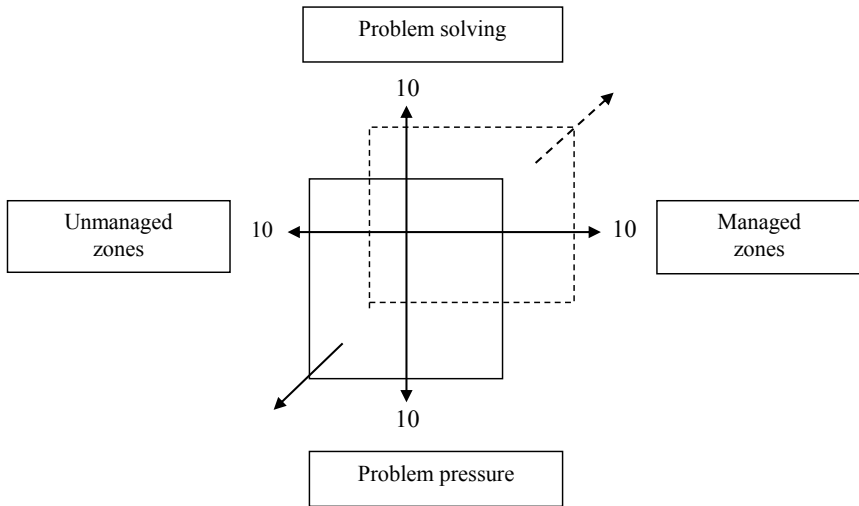 Problem solving
10
Unmanaged
zones
10
10
Managed
zones
10
Problem pressure